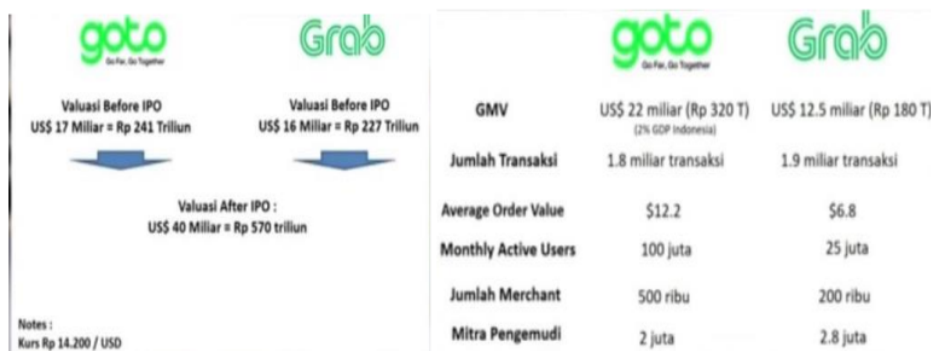 goto
Go Far, Go Together
Grab
Valuasi Before IPO
US$ 17 Miliar = Rp 241 Triliun
Valuasi Before IPO
US$ 16 Miliar = Rp 227 Triliun
Valuasi After IPO :
US$ 40 Miliar = Rp 570 triliun
Notes :
Kurs Rp 14.200 / USD
goto
Go Far, Go Together
Grab
GMV
US$ 22 miliar (Rp 320 T)
(2% GDP Indonesia)
US$ 12.5 miliar (Rp 180 T)
Jumlah Transaksi
1.8 miliar transaksi
1.9 miliar transaksi
Average Order Value
$12.2
$6.8
Monthly Active Users
100 juta
25 juta
Jumlah Merchant
500 ribu
200 ribu
Mitra Pengemudi
2 juta
2.8 juta